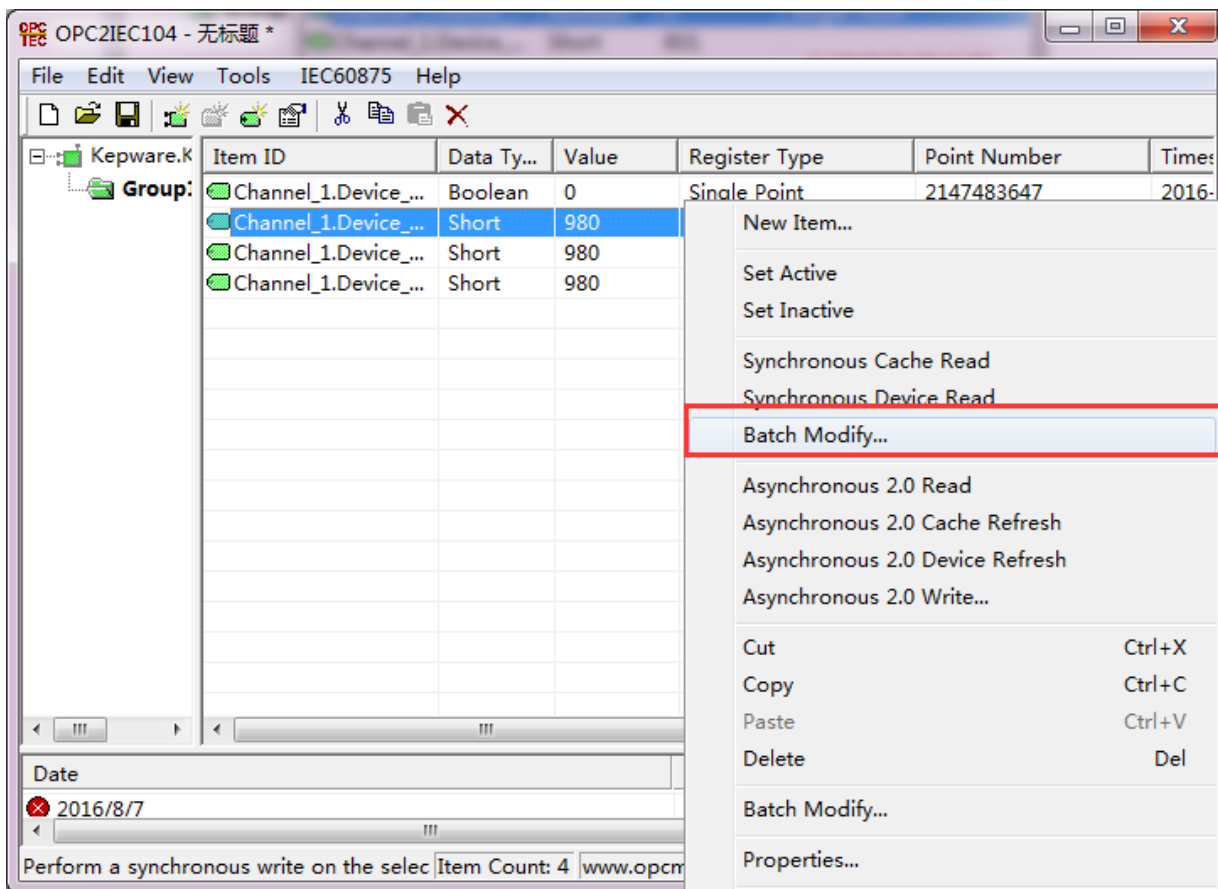 OPC2IEC104 - 无标题 *
File Edit View Tools IEC60875 Help
Kepware.K
Group
Item ID Data Ty... Value Register Type Point Number Times
Channel_1.Device_... Boolean 0 Single Point 2147483647 2016-
Channel_1.Device_... Short 980
Channel_1.Device_... Short 980
Channel_1.Device_... Short 980
New Item...
Set Active
Set Inactive
Synchronous Cache Read
Synchronous Device Read
Batch Modify...
Asynchronous 2.0 Read
Asynchronous 2.0 Cache Refresh
Asynchronous 2.0 Device Refresh
Asynchronous 2.0 Write...
Cut Ctrl+X
Copy Ctrl+C
Paste Ctrl+V
Delete Del
Batch Modify...
Properties...
Date
2016/8/7
Perform a synchronous write on the selec Item Count: 4 www.opcm